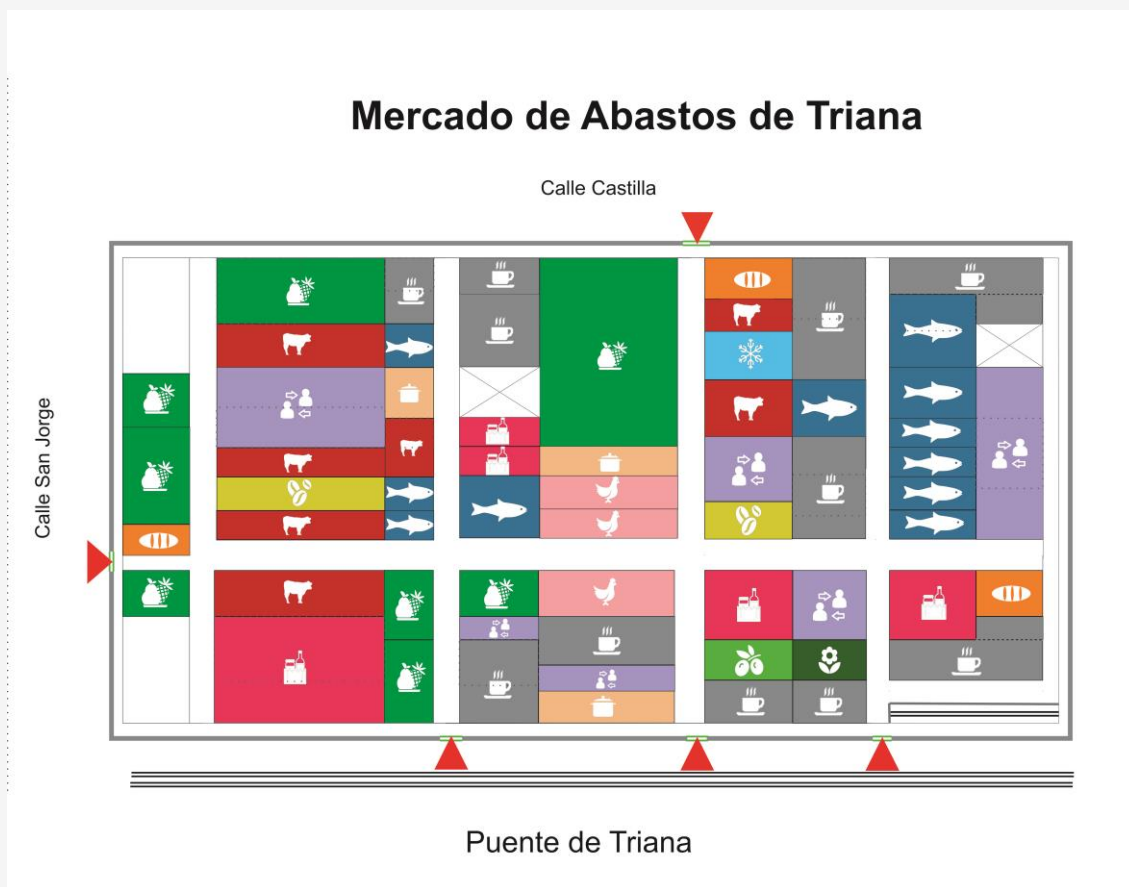 Mercado de Abastos de Triana
Calle Castilla
Calle San Jorge
Puente de Triana